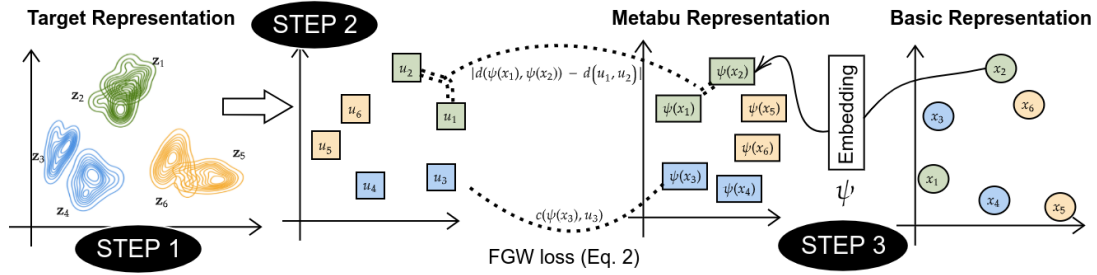 Target Representation
STEP 2
Metabu Representation
Basic Representation
z₁
z₂
z₃
z₄
z₅
z₆
STEP 1
u₂
u₆
u₁
u₅
u₄
u₃
|d(ψ(x₁), ψ(x₂)) − d(u₁, u₂)|
c(ψ(x₃), u₃)
FGW loss (Eq. 2)
ψ(x₂)
ψ(x₁)
ψ(x₅)
ψ(x₆)
ψ(x₃)
ψ(x₄)
Embedding
ψ
STEP 3
x₂
x₆
x₃
x₁
x₄
x₅